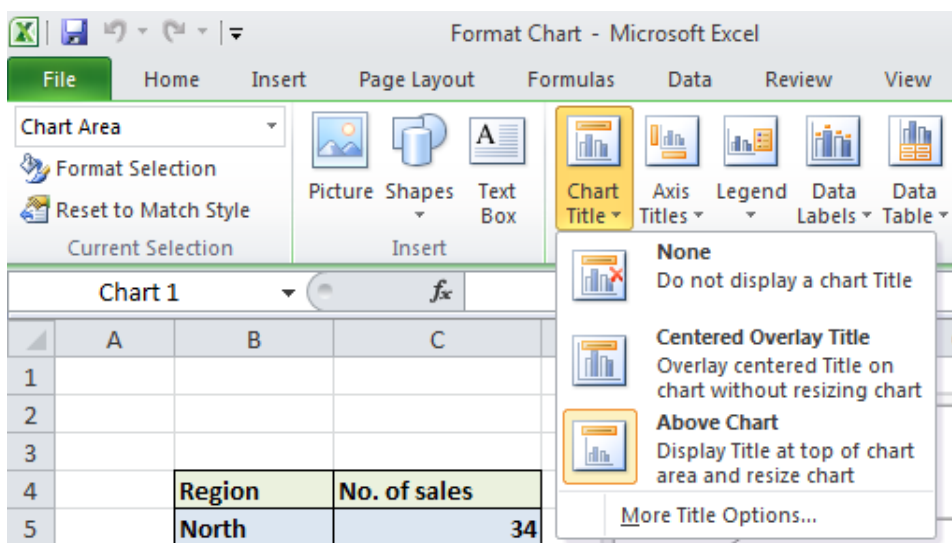 Format Chart - Microsoft Excel
File Home Insert Page Layout Formulas Data Review View
Chart Area
Format Selection
Reset to Match Style
Current Selection
Picture Shapes Text Box
Insert
Chart Title Axis Titles Legend Data Labels Data Table
None
Do not display a chart Title
Centered Overlay Title
Overlay centered Title on
chart without resizing chart
Above Chart
Display Title at top of chart
area and resize chart
More Title Options...
Chart 1 fx
A B C
1
2
3
4 Region No. of sales
5 North 34